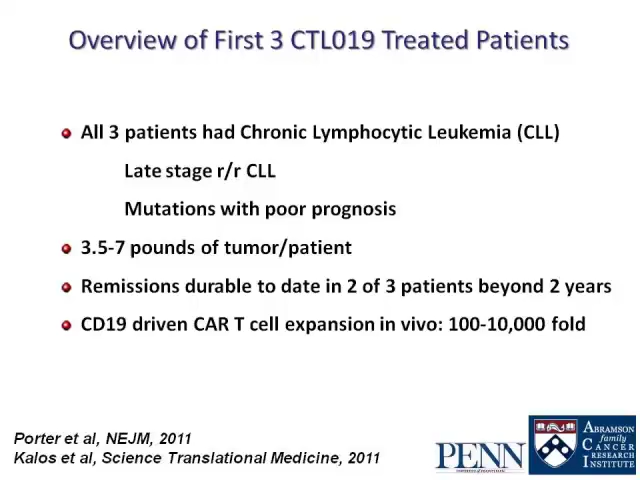 Overview of First 3 CTL019 Treated Patients
All 3 patients had Chronic Lymphocytic Leukemia (CLL)
Late stage r/r CLL
Mutations with poor prognosis
3.5-7 pounds of tumor/patient
Remissions durable to date in 2 of 3 patients beyond 2 years
CD19 driven CAR T cell expansion in vivo: 100-10,000 fold
Porter et al, NEJM, 2011
Kalos et al, Science Translational Medicine, 2011
PENN
ABRAMSON
family
CANCER
RESEARCH
INSTITUTE